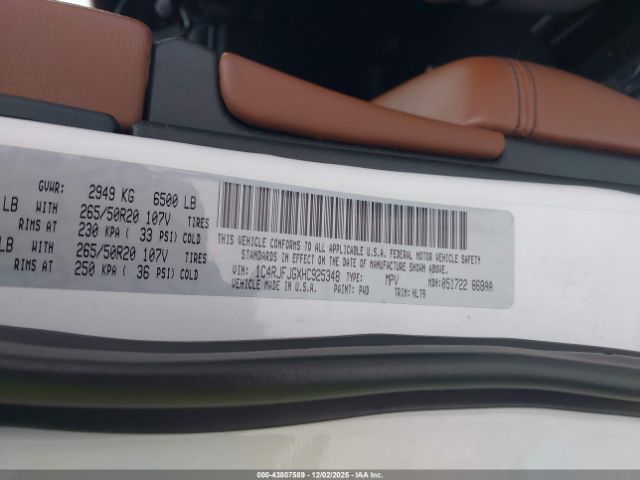 GVWR: 2949 KG 6500 LB
LB WITH 265/50R20 107V TIRES
RIMS AT 230 KPA ( 33 PSI) COLD
LB WITH 265/50R20 107V TIRES
RIMS AT 250 KPA ( 36 PSI) COLD
THIS VEHICLE CONFORMS TO ALL APPLICABLE U.S.A. FEDERAL MOTOR VEHICLE SAFETY
STANDARDS IN EFFECT ON THE DATE OF MANUFACTURE SHOWN ABOVE.
VIN: 1C4RJFJGXHC925348 TYPE: MPV MDH:051722 868AA
VEHICLE MADE IN U.S.A. PAINT: PWD TRIM: HLT9
000-43807589 - 12/02/2025 - IAA Inc.